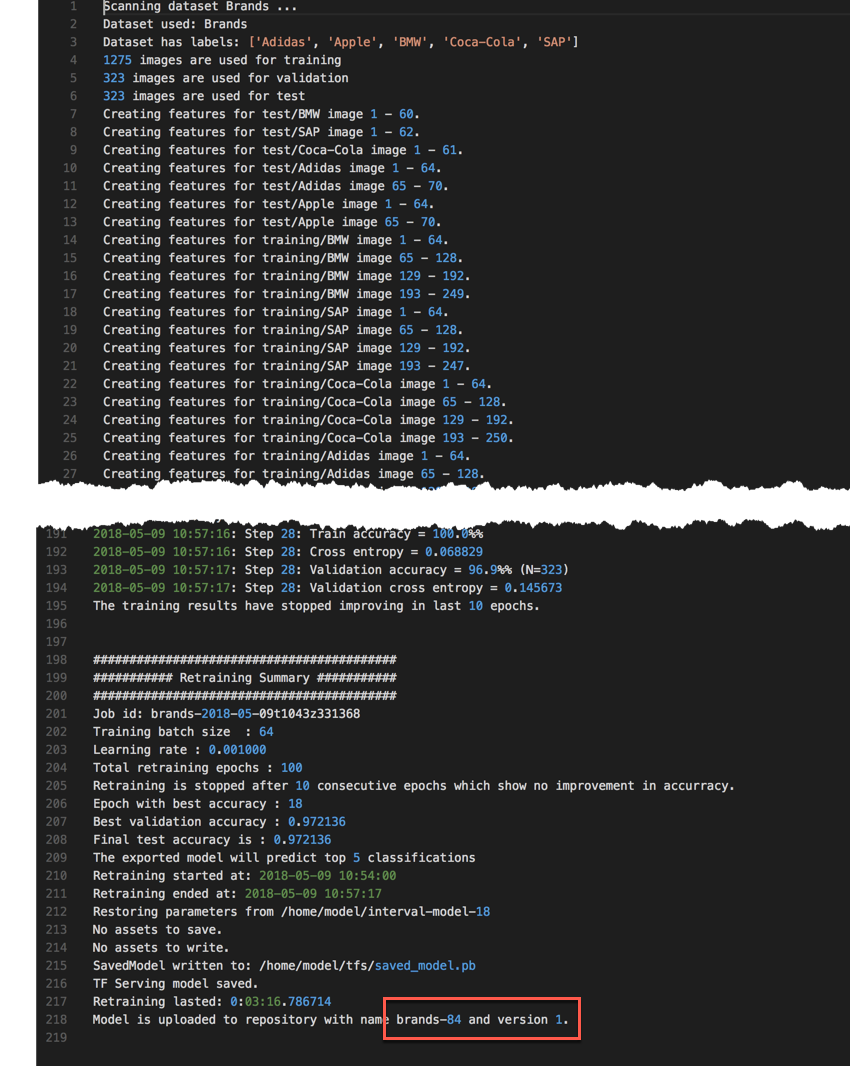 1 Scanning dataset Brands ...
2 Dataset used: Brands
3 Dataset has labels: ['Adidas', 'Apple', 'BMW', 'Coca-Cola', 'SAP']
4 1275 images are used for training
5 323 images are used for validation
6 323 images are used for test
7 Creating features for test/BMW image 1 - 60.
8 Creating features for test/SAP image 1 - 62.
9 Creating features for test/Coca-Cola image 1 - 61.
10 Creating features for test/Adidas image 1 - 64.
11 Creating features for test/Adidas image 65 - 70.
12 Creating features for test/Apple image 1 - 64.
13 Creating features for test/Apple image 65 - 70.
14 Creating features for training/BMW image 1 - 64.
15 Creating features for training/BMW image 65 - 128.
16 Creating features for training/BMW image 129 - 192.
17 Creating features for training/BMW image 193 - 249.
18 Creating features for training/SAP image 1 - 64.
19 Creating features for training/SAP image 65 - 128.
20 Creating features for training/SAP image 129 - 192.
21 Creating features for training/SAP image 193 - 247.
22 Creating features for training/Coca-Cola image 1 - 64.
23 Creating features for training/Coca-Cola image 65 - 128.
24 Creating features for training/Coca-Cola image 129 - 192.
25 Creating features for training/Coca-Cola image 193 - 250.
26 Creating features for training/Adidas image 1 - 64.
27 Creating features for training/Adidas image 65 - 128.
191 2018-05-09 10:57:16: Step 28: Train accuracy = 100.0%%
192 2018-05-09 10:57:16: Step 28: Cross entropy = 0.068829
193 2018-05-09 10:57:17: Step 28: Validation accuracy = 96.9%% (N=323)
194 2018-05-09 10:57:17: Step 28: Validation cross entropy = 0.145673
195 The training results have stopped improving in last 10 epochs.
196
197
198 ##########################################
199 ########### Retraining Summary ###########
200 ##########################################
201 Job id: brands-2018-05-09t1043z331368
202 Training batch size  : 64
203 Learning rate : 0.001000
204 Total retraining epochs : 100
205 Retraining is stopped after 10 consecutive epochs which show no improvement in accurracy.
206 Epoch with best accuracy : 18
207 Best validation accuracy : 0.972136
208 Final test accuracy is : 0.972136
209 The exported model will predict top 5 classifications
210 Retraining started at: 2018-05-09 10:54:00
211 Retraining ended at: 2018-05-09 10:57:17
212 Restoring parameters from /home/model/interval-model-18
213 No assets to save.
214 No assets to write.
215 SavedModel written to: /home/model/tfs/saved_model.pb
216 TF Serving model saved.
217 Retraining lasted: 0:03:16.786714
218 Model is uploaded to repository with name brands-84 and version 1.
219